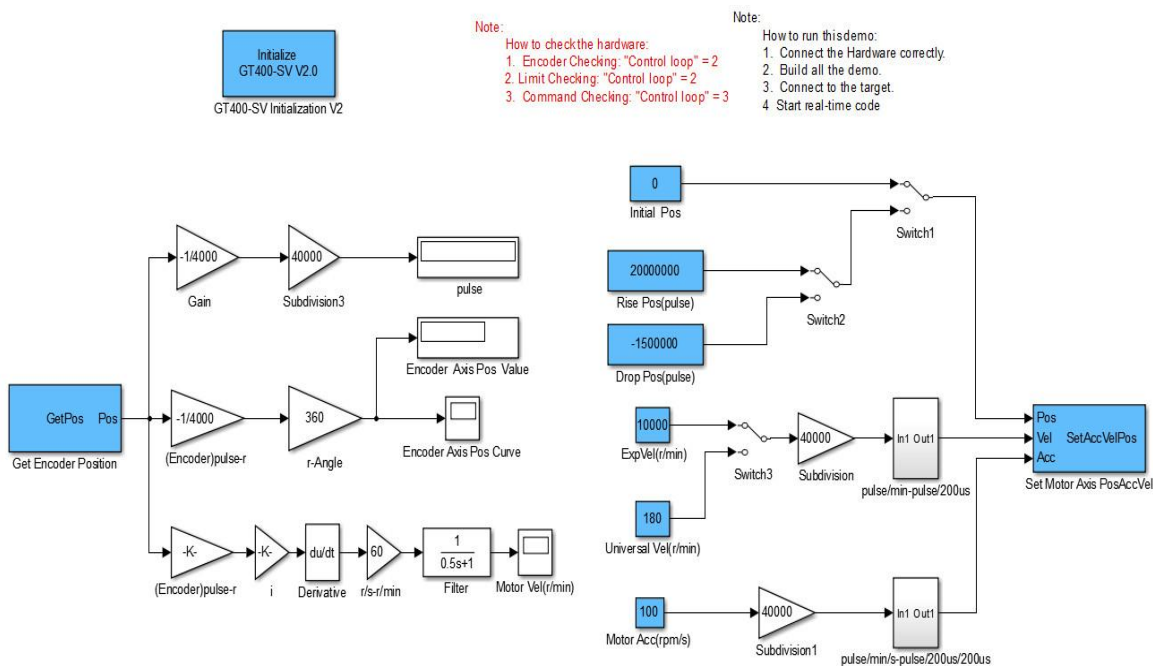 Initialize
GT400-SV V2.0
GT400-SV Initialization V2
Note:
How to check the hardware:
1. Encoder Checking: "Control loop" = 2
2. Limit Checking: "Control loop" = 2
3. Command Checking: "Control loop" = 3
Note:
How to run this demo:
1. Connect the Hardware correctly.
2. Build all the demo.
3. Connect to the target.
4 Start real-time code
-1/4000
Gain
40000
Subdivision3
pulse
Encoder Axis Pos Value
GetPos Pos
Get Encoder Position
-1/4000
(Encoder)pulse-r
360
r-Angle
Encoder Axis Pos Curve
-K-
(Encoder)pulse-r
-K-
i
du/dt
Derivative
60
r/s-r/min
1
0.5s+1
Filter
Motor Vel(r/min)
0
Initial Pos
Switch1
20000000
Rise Pos(pulse)
Switch2
-1500000
Drop Pos(pulse)
10000
ExpVel(r/min)
Switch3
40000
Subdivision
In1 Out1
pulse/min-pulse/200us
180
Universal Vel(r/min)
Pos
Vel
Acc
SetAccVelPos
Set Motor Axis PosAccVel
100
Motor Acc(rpm/s)
40000
Subdivision1
In1 Out1
pulse/min/s-pulse/200us/200us